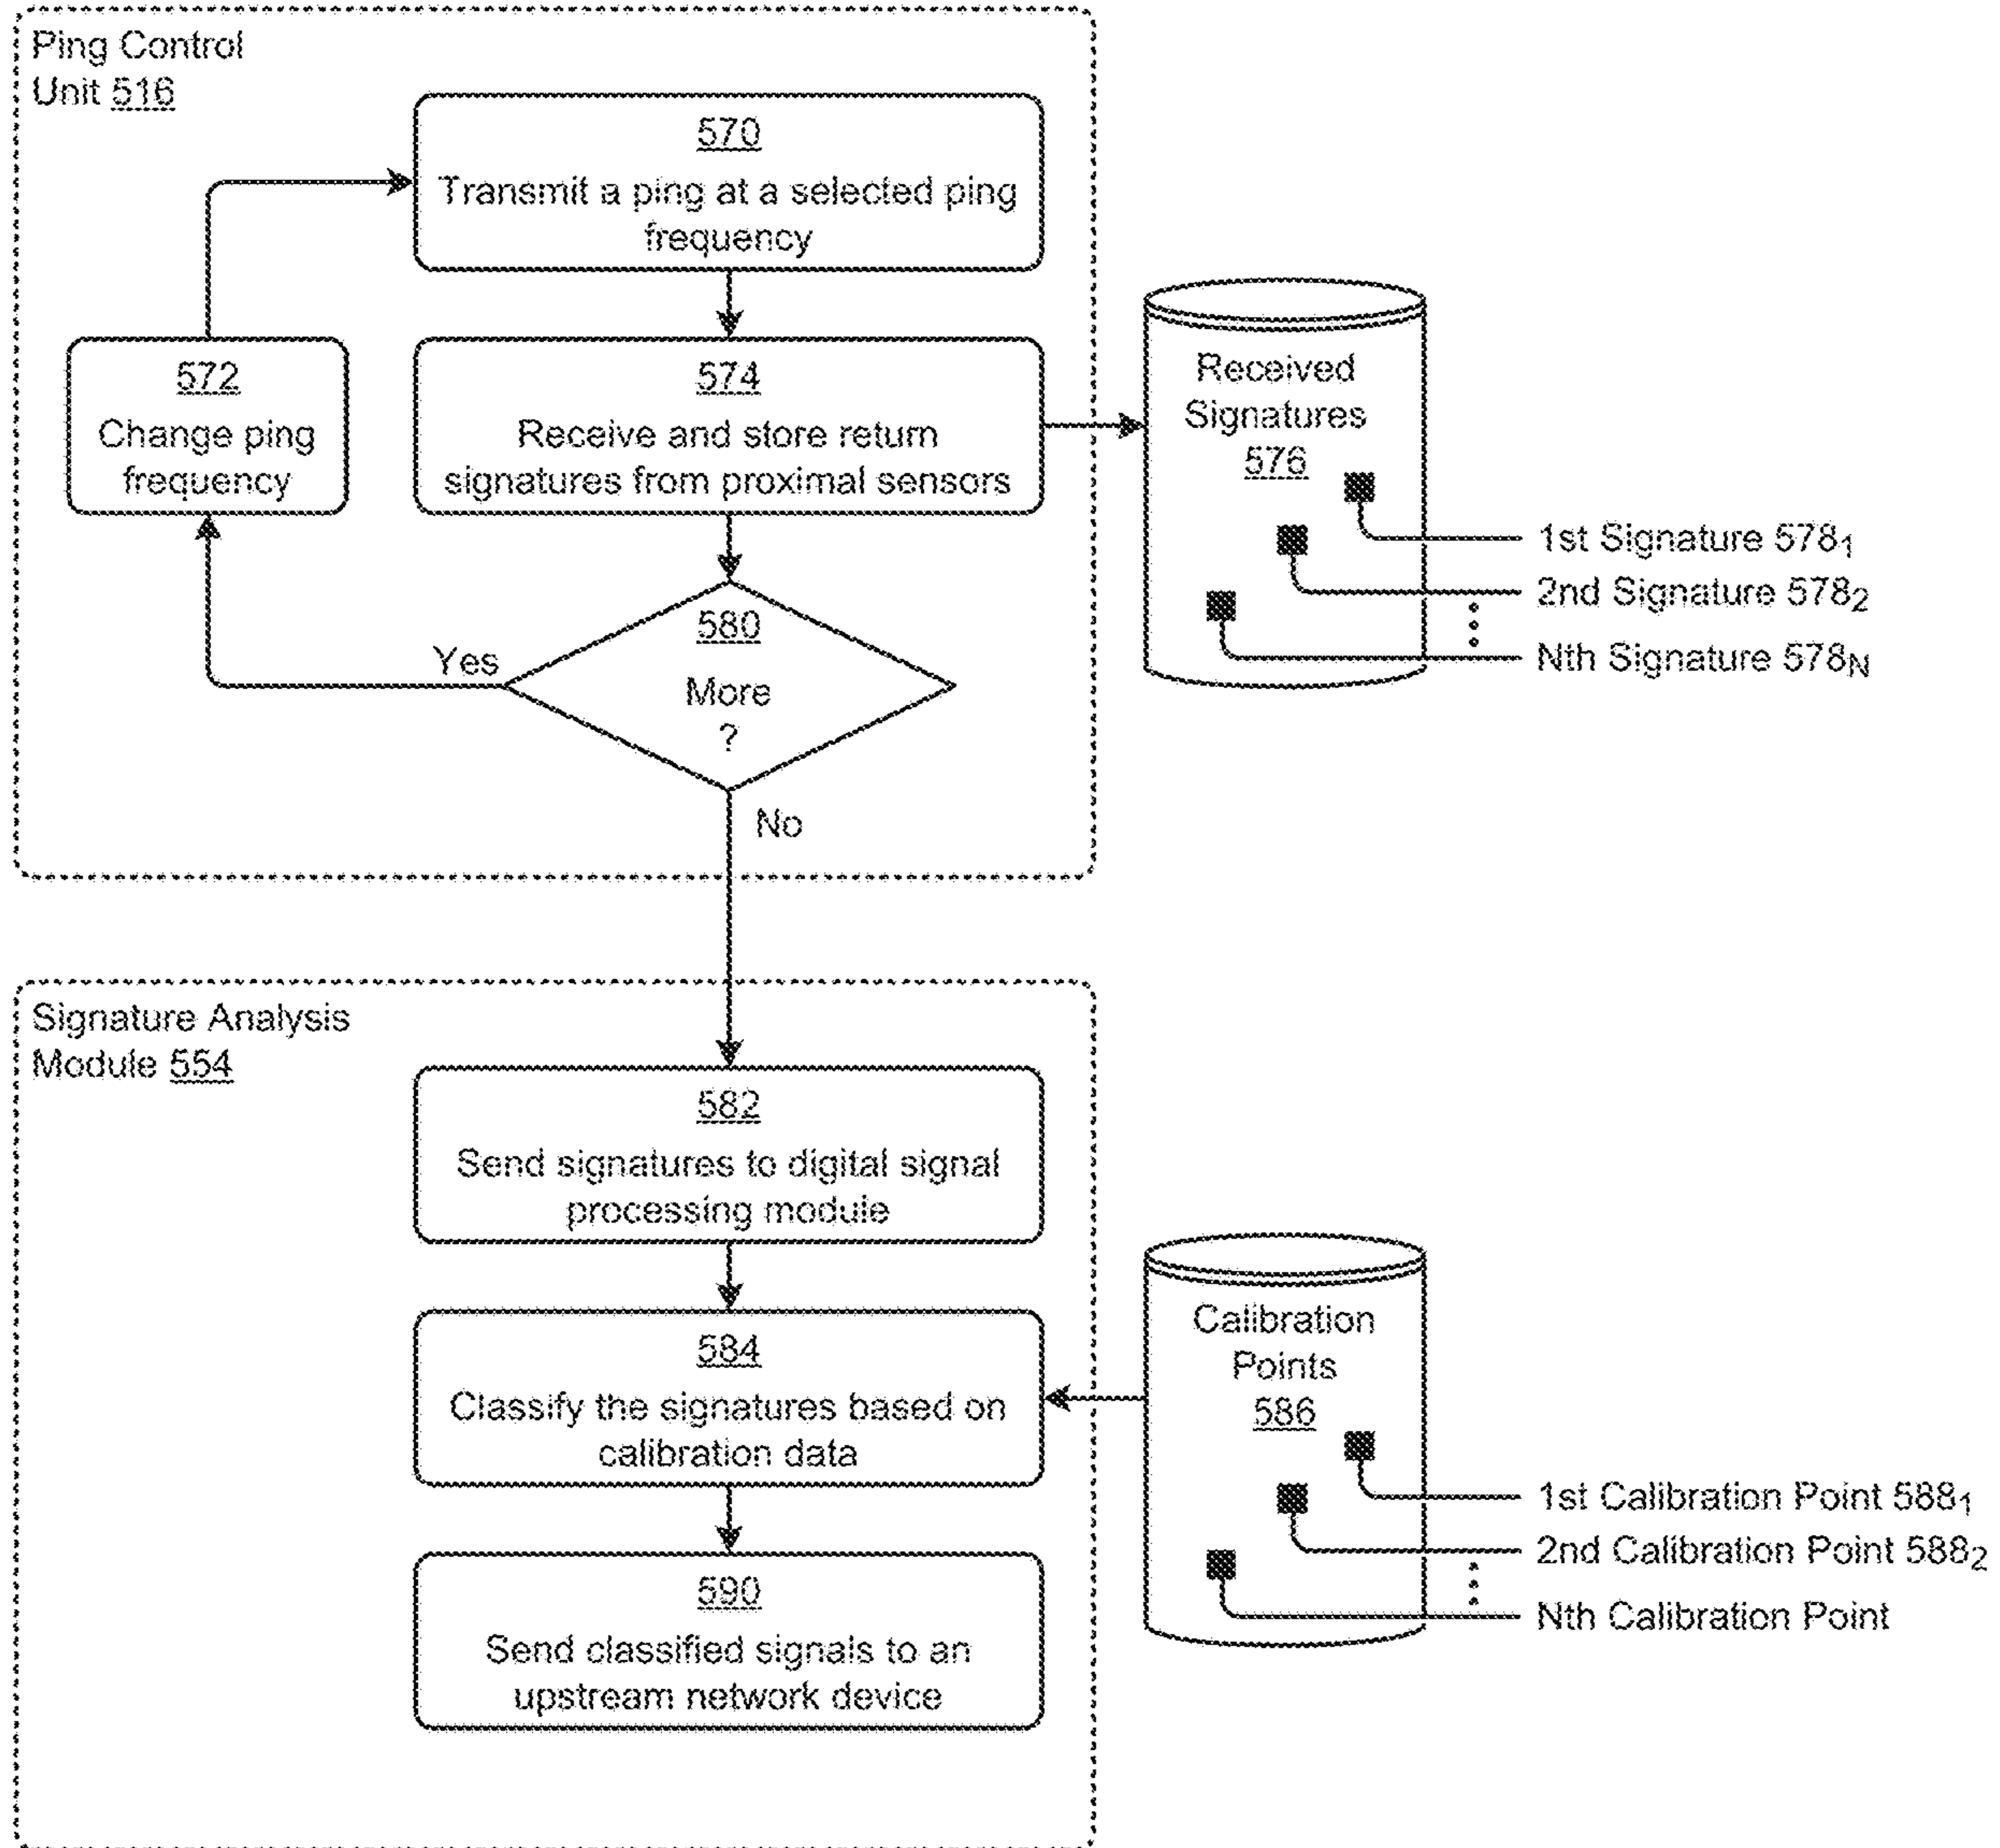 Ping Control
Unit 516
570
Transmit a ping at a selected ping
frequency
572
Change ping
frequency
574
Receive and store return
signatures from proximal sensors
Received
Signatures
576
1st Signature 578₁
2nd Signature 578₂
Nth Signature 578N
580
More
?
Yes
No
Signature Analysis
Module 554
582
Send signatures to digital signal
processing module
584
Classify the signatures based on
calibration data
Calibration
Points
586
1st Calibration Point 588₁
2nd Calibration Point 588₂
Nth Calibration Point
590
Send classified signals to an
upstream network device